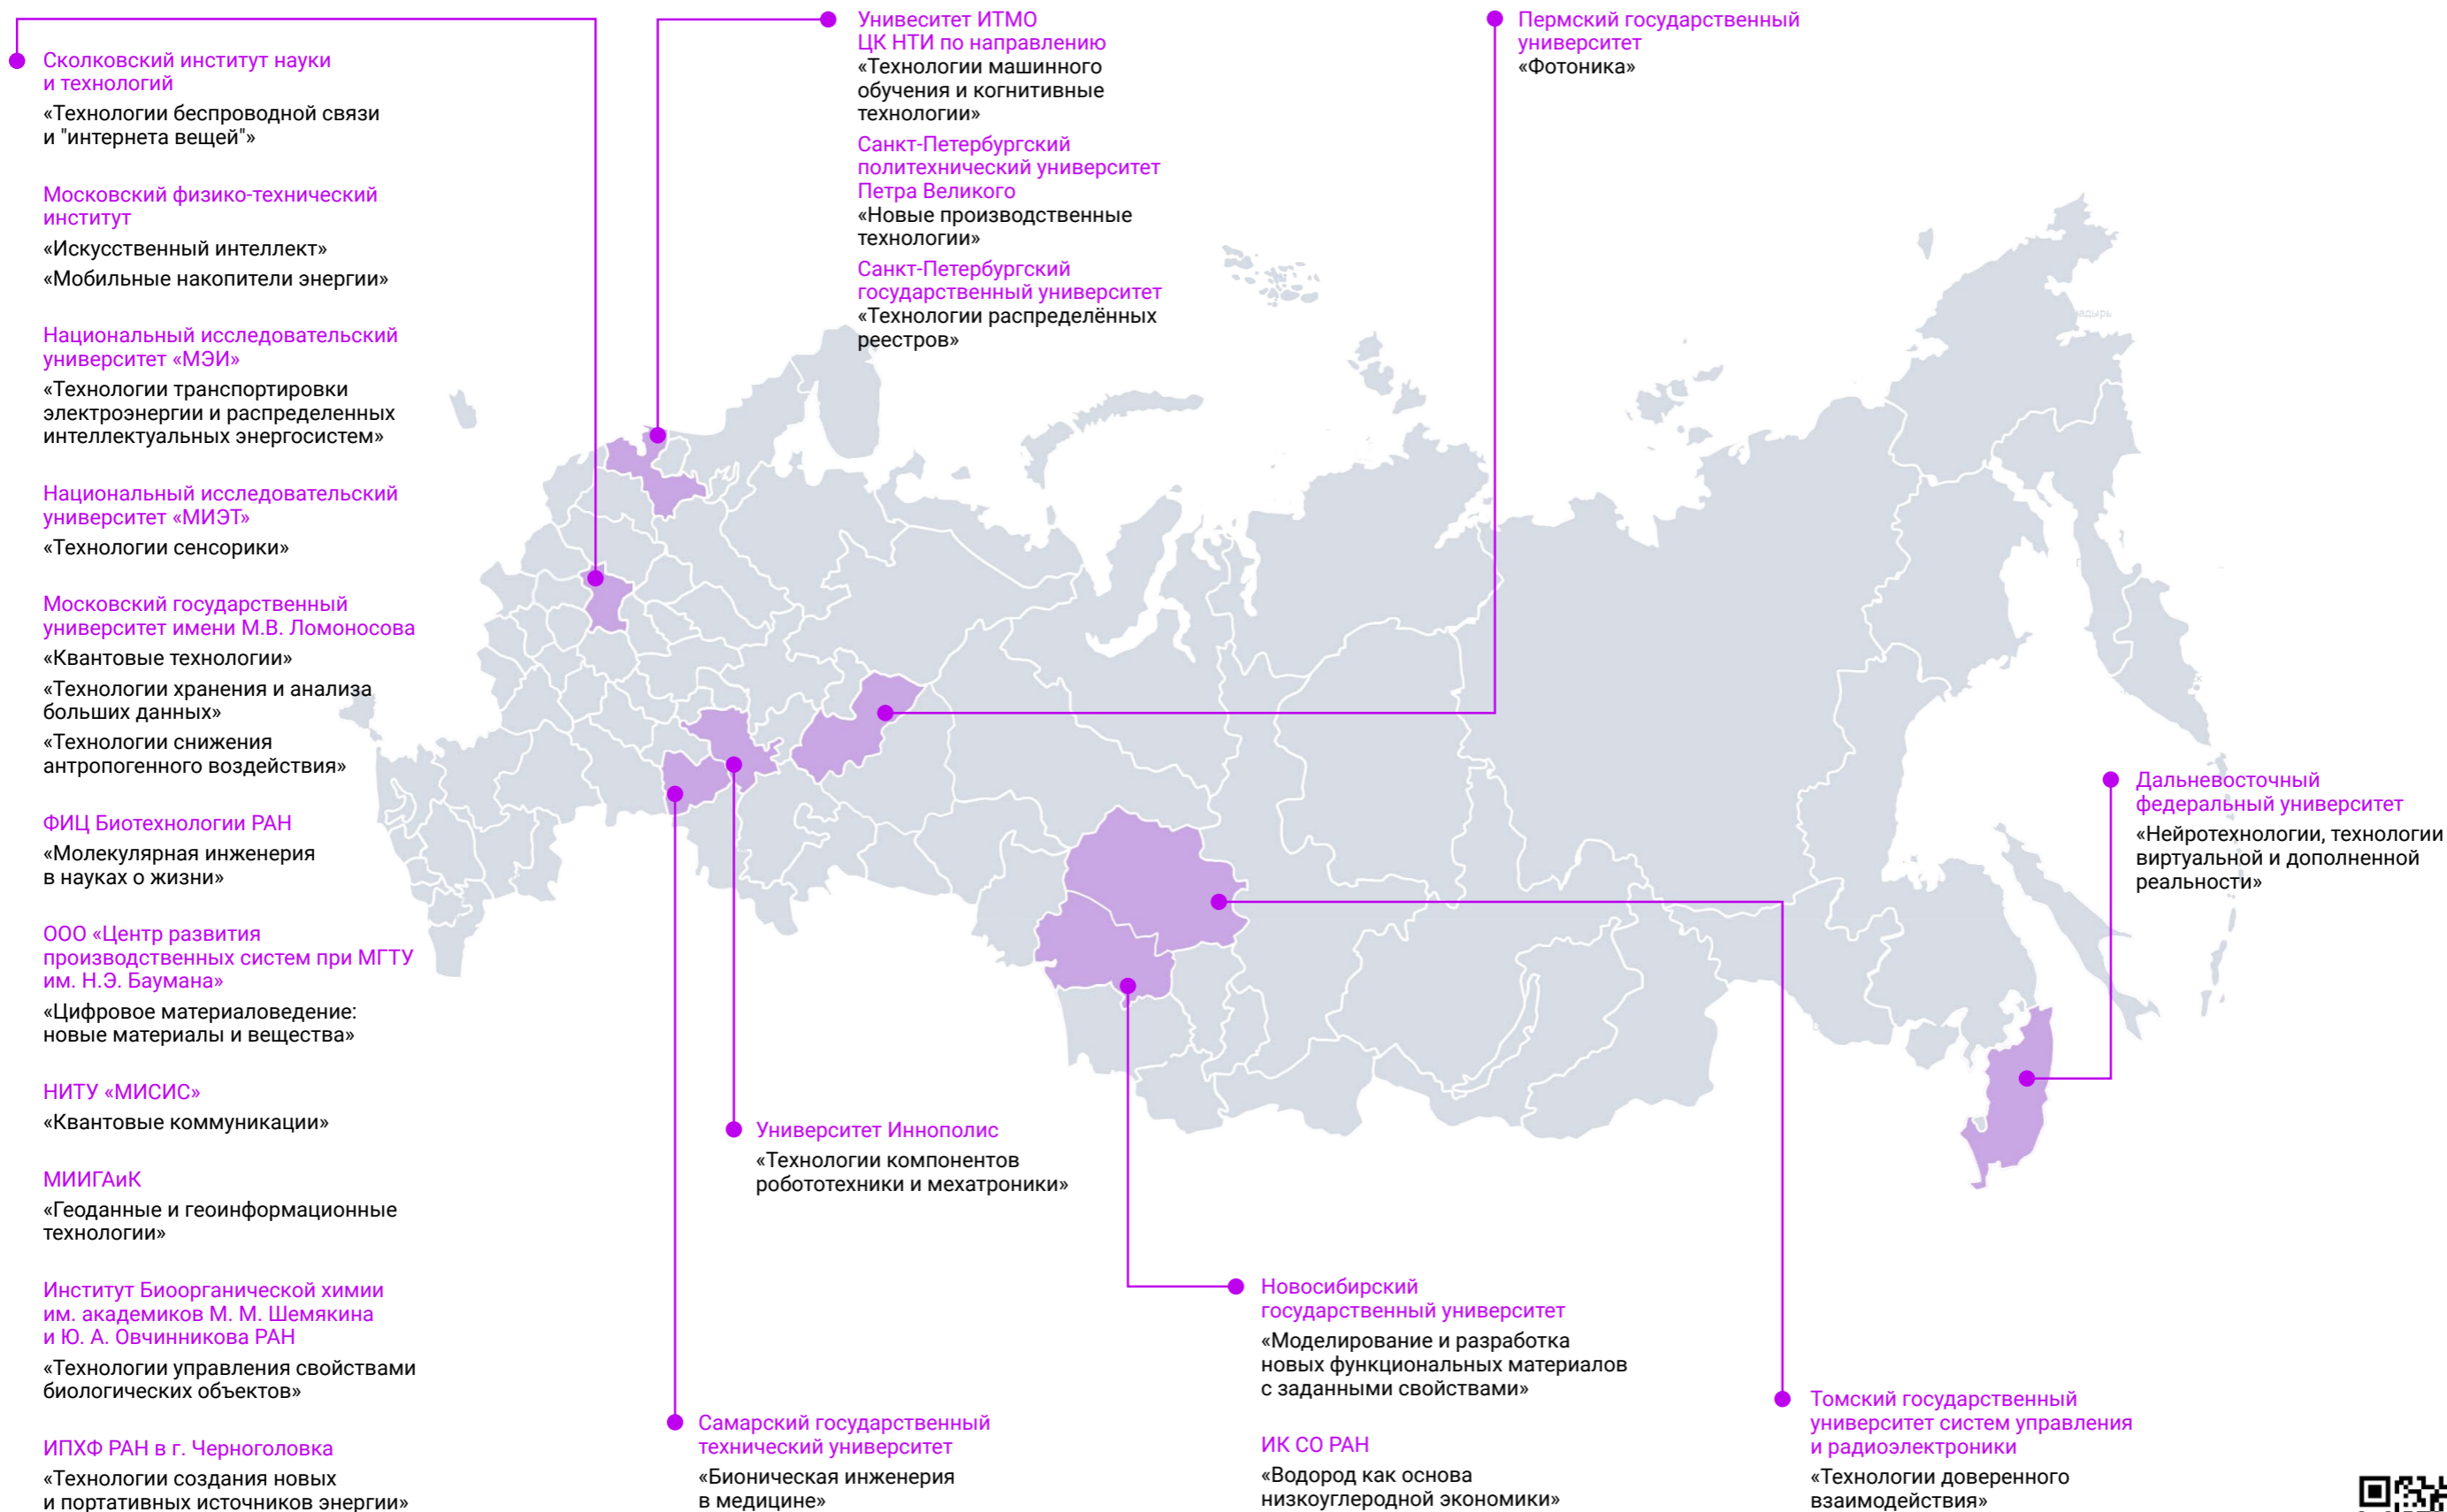 Сколковский институт науки
и технологий
«Технологии беспроводной связи
и "интернета вещей"»
Московский физико-технический
институт
«Искусственный интеллект»
«Мобильные накопители энергии»
Национальный исследовательский
университет «МЭИ»
«Технологии транспортировки
электроэнергии и распределенных
интеллектуальных энергосистем»
Национальный исследовательский
университет «МИЭТ»
«Технологии сенсорики»
Московский государственный
университет имени М.В. Ломоносова
«Квантовые технологии»
«Технологии хранения и анализа
больших данных»
«Технологии снижения
антропогенного воздействия»
ФИЦ Биотехнологии РАН
«Молекулярная инженерия
в науках о жизни»
ООО «Центр развития
производственных систем при МГТУ
им. Н.Э. Баумана»
«Цифровое материаловедение:
новые материалы и вещества»
НИТУ «МИСИС»
«Квантовые коммуникации»
МИИГАиК
«Геоданные и геоинформационные
технологии»
Институт Биоорганической химии
им. академиков М. М. Шемякина
и Ю. А. Овчинникова РАН
«Технологии управления свойствами
биологических объектов»
ИПХФ РАН в г. Черноголовка
«Технологии создания новых
и портативных источников энергии»
Унивеситет ИТМО
ЦК НТИ по направлению
«Технологии машинного
обучения и когнитивные
технологии»
Санкт-Петербургский
политехнический университет
Петра Великого
«Новые производственные
технологии»
Санкт-Петербургский
государственный университет
«Технологии распределённых
реестров»
Пермский государственный
университет
«Фотоника»
Дальневосточный
федеральный университет
«Нейротехнологии, технологии
виртуальной и дополненной
реальности»
Университет Иннополис
«Технологии компонентов
робототехники и мехатроники»
Самарский государственный
технический университет
«Бионическая инженерия
в медицине»
Новосибирский
государственный университет
«Моделирование и разработка
новых функциональных материалов
с заданными свойствами»
ИК СО РАН
«Водород как основа
низкоуглеродной экономики»
Томский государственный
университет систем управления
и радиоэлектроники
«Технологии доверенного
взаимодействия»